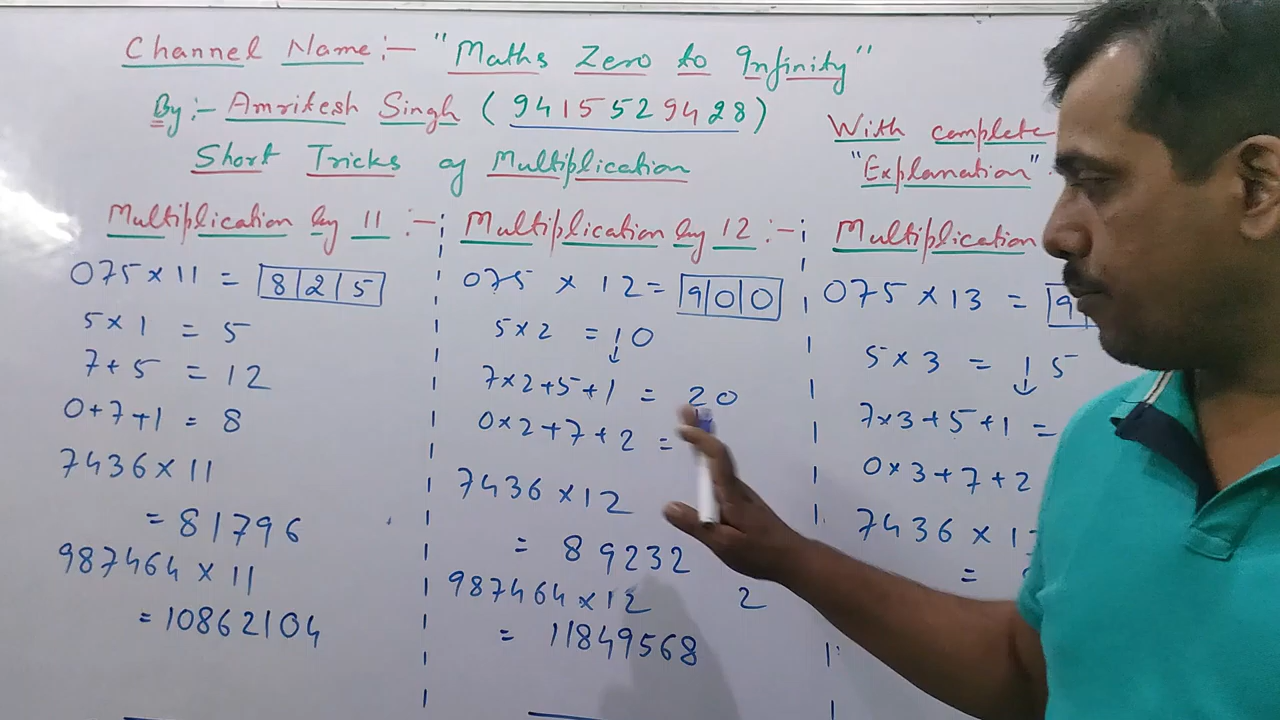 Channel Name:- "Maths Zero to Infinity"
By:- Amritesh Singh (9415529428)
Short Tricks of Multiplication
With complete
"Explanation".
Multiplication by 11 :-
075 × 11 = 825
5 × 1 = 5
7 + 5 = 12
0 + 7 + 1 = 8
7436 × 11
= 81796
987464 × 11
= 10862104
Multiplication by 12 :-
075 × 12 = 900
5 × 2 = 10
7 × 2 + 5 + 1 = 20
0 × 2 + 7 + 2 =
7436 × 12
= 89232
987464 × 12 2
= 11849568
Multiplication
075 × 13 = 9
5 × 3 = 15
7 × 3 + 5 + 1 =
0 × 3 + 7 + 2
7436 × 1
=